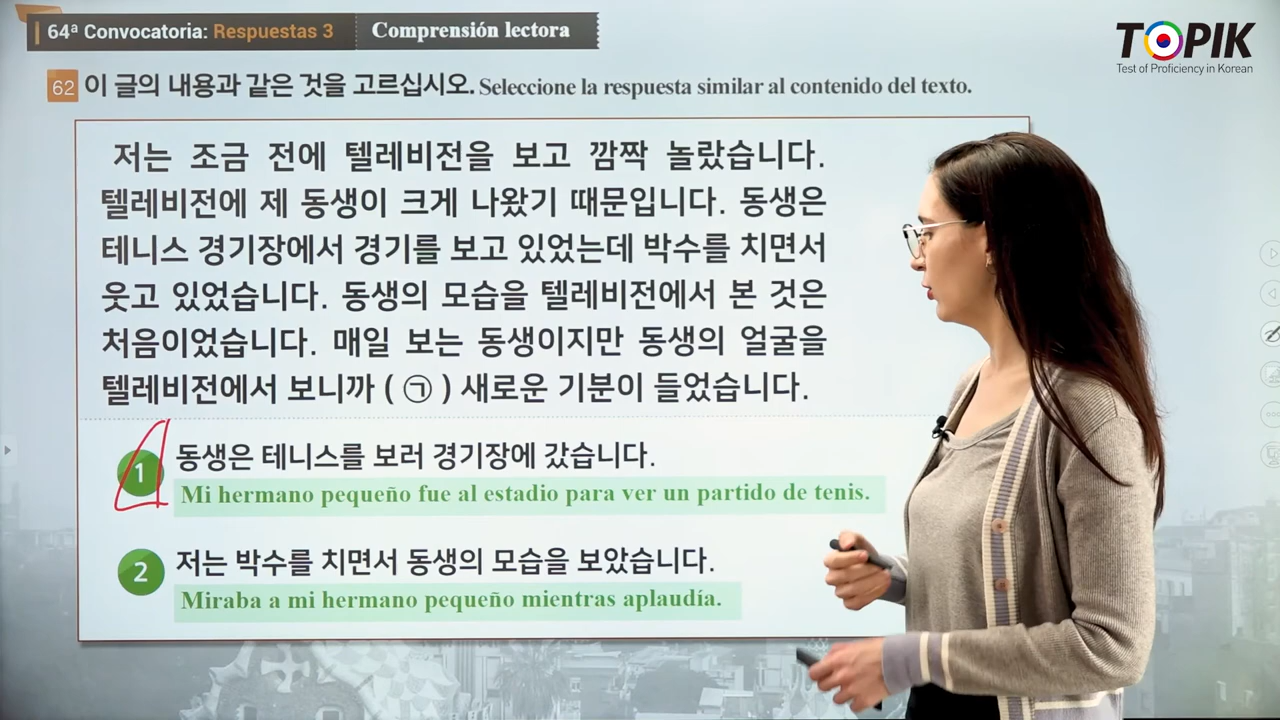 64ª Convocatoria: Respuestas 3 Comprensión lectora
TOPIK
Test of Proficiency in Korean
62 이 글의 내용과 같은 것을 고르십시오. Seleccione la respuesta similar al contenido del texto.
저는 조금 전에 텔레비전을 보고 깜짝 놀랐습니다.
텔레비전에 제 동생이 크게 나왔기 때문입니다. 동생은
테니스 경기장에서 경기를 보고 있었는데 박수를 치면서
웃고 있었습니다. 동생의 모습을 텔레비전에서 본 것은
처음이었습니다. 매일 보는 동생이지만 동생의 얼굴을
텔레비전에서 보니까 ( ㉠ ) 새로운 기분이 들었습니다.
1 동생은 테니스를 보러 경기장에 갔습니다.
Mi hermano pequeño fue al estadio para ver un partido de tenis.
2 저는 박수를 치면서 동생의 모습을 보았습니다.
Miraba a mi hermano pequeño mientras aplaudía.